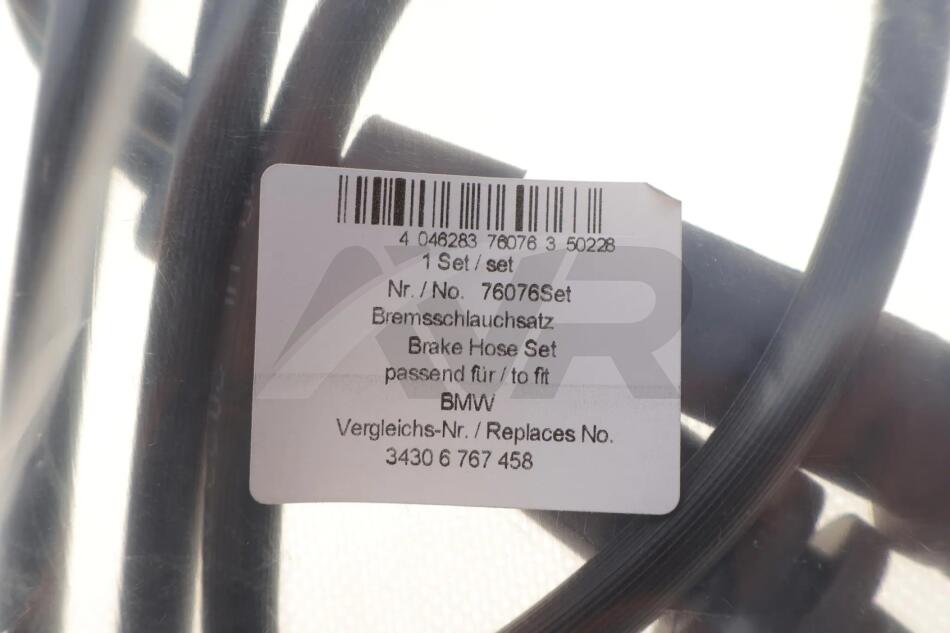 4 046283 76076 3 50228
1 Set / set
Nr. / No. 76076Set
Bremsschlauchsatz
Brake Hose Set
passend für / to fit
BMW
Vergleichs-Nr. / Replaces No.
3430 6 767 458
AVR